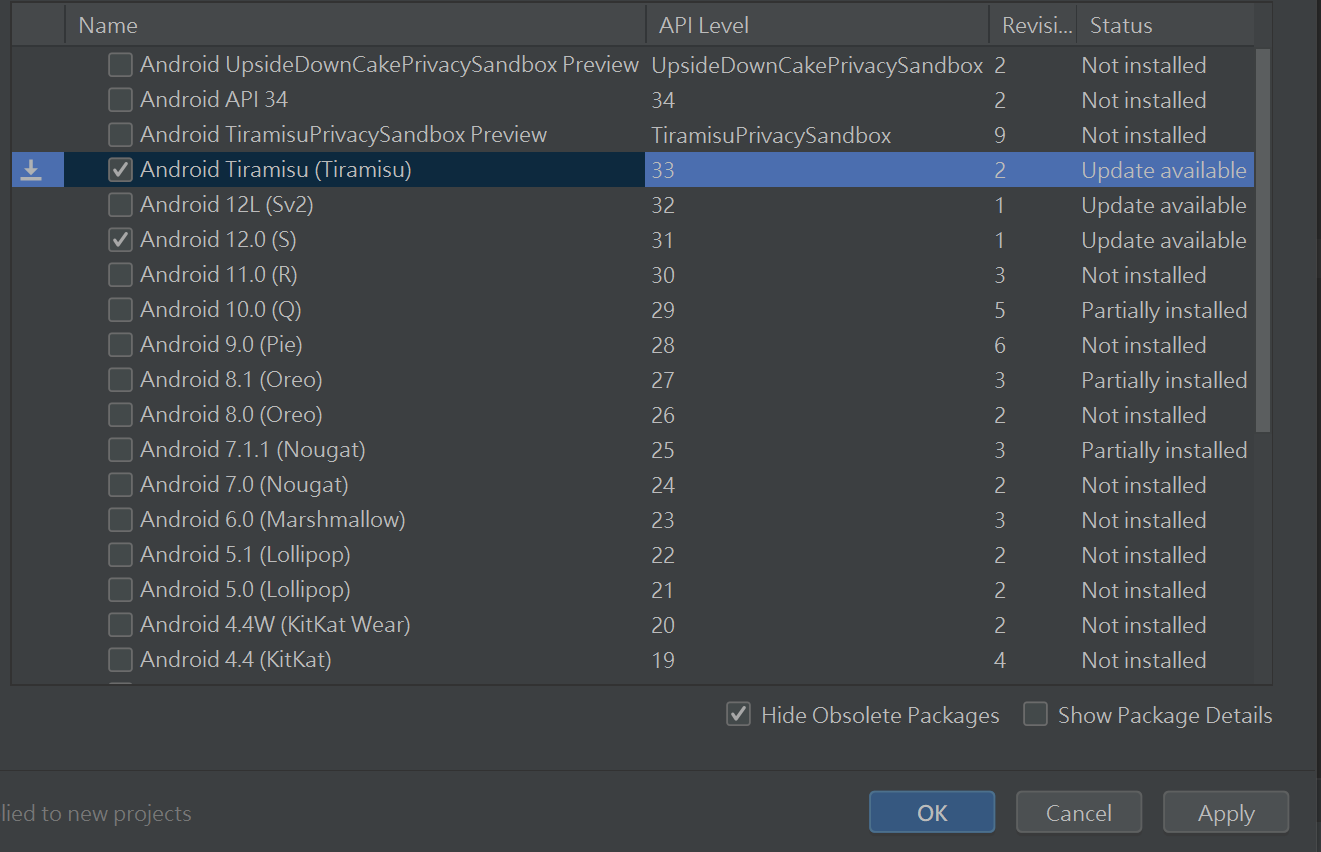 Name API Level Revisi... Status
Android UpsideDownCakePrivacySandbox Preview UpsideDownCakePrivacySandbox 2 Not installed
Android API 34 34 2 Not installed
Android TiramisuPrivacySandbox Preview TiramisuPrivacySandbox 9 Not installed
Android Tiramisu (Tiramisu) 33 2 Update available
Android 12L (Sv2) 32 1 Update available
Android 12.0 (S) 31 1 Update available
Android 11.0 (R) 30 3 Not installed
Android 10.0 (Q) 29 5 Partially installed
Android 9.0 (Pie) 28 6 Not installed
Android 8.1 (Oreo) 27 3 Partially installed
Android 8.0 (Oreo) 26 2 Not installed
Android 7.1.1 (Nougat) 25 3 Partially installed
Android 7.0 (Nougat) 24 2 Not installed
Android 6.0 (Marshmallow) 23 3 Not installed
Android 5.1 (Lollipop) 22 2 Not installed
Android 5.0 (Lollipop) 21 2 Not installed
Android 4.4W (KitKat Wear) 20 2 Not installed
Android 4.4 (KitKat) 19 4 Not installed
Hide Obsolete Packages Show Package Details
lied to new projects OK Cancel Apply